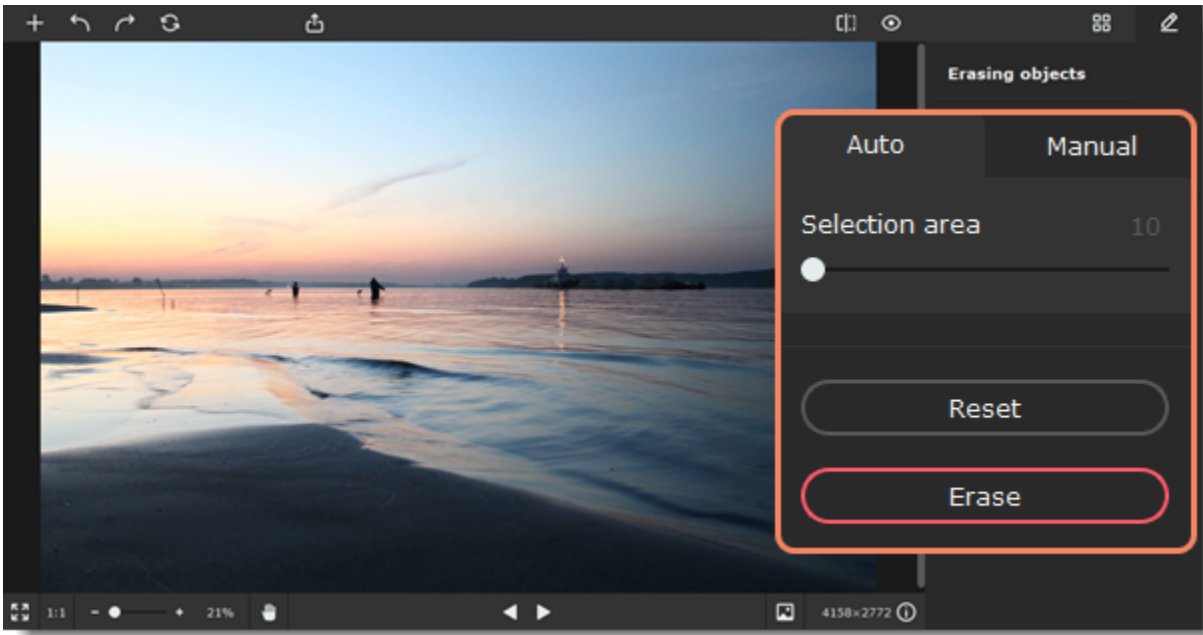 Erasing objects
Auto Manual
Selection area 10
Reset
Erase
1:1 - + 21% 4158×2772